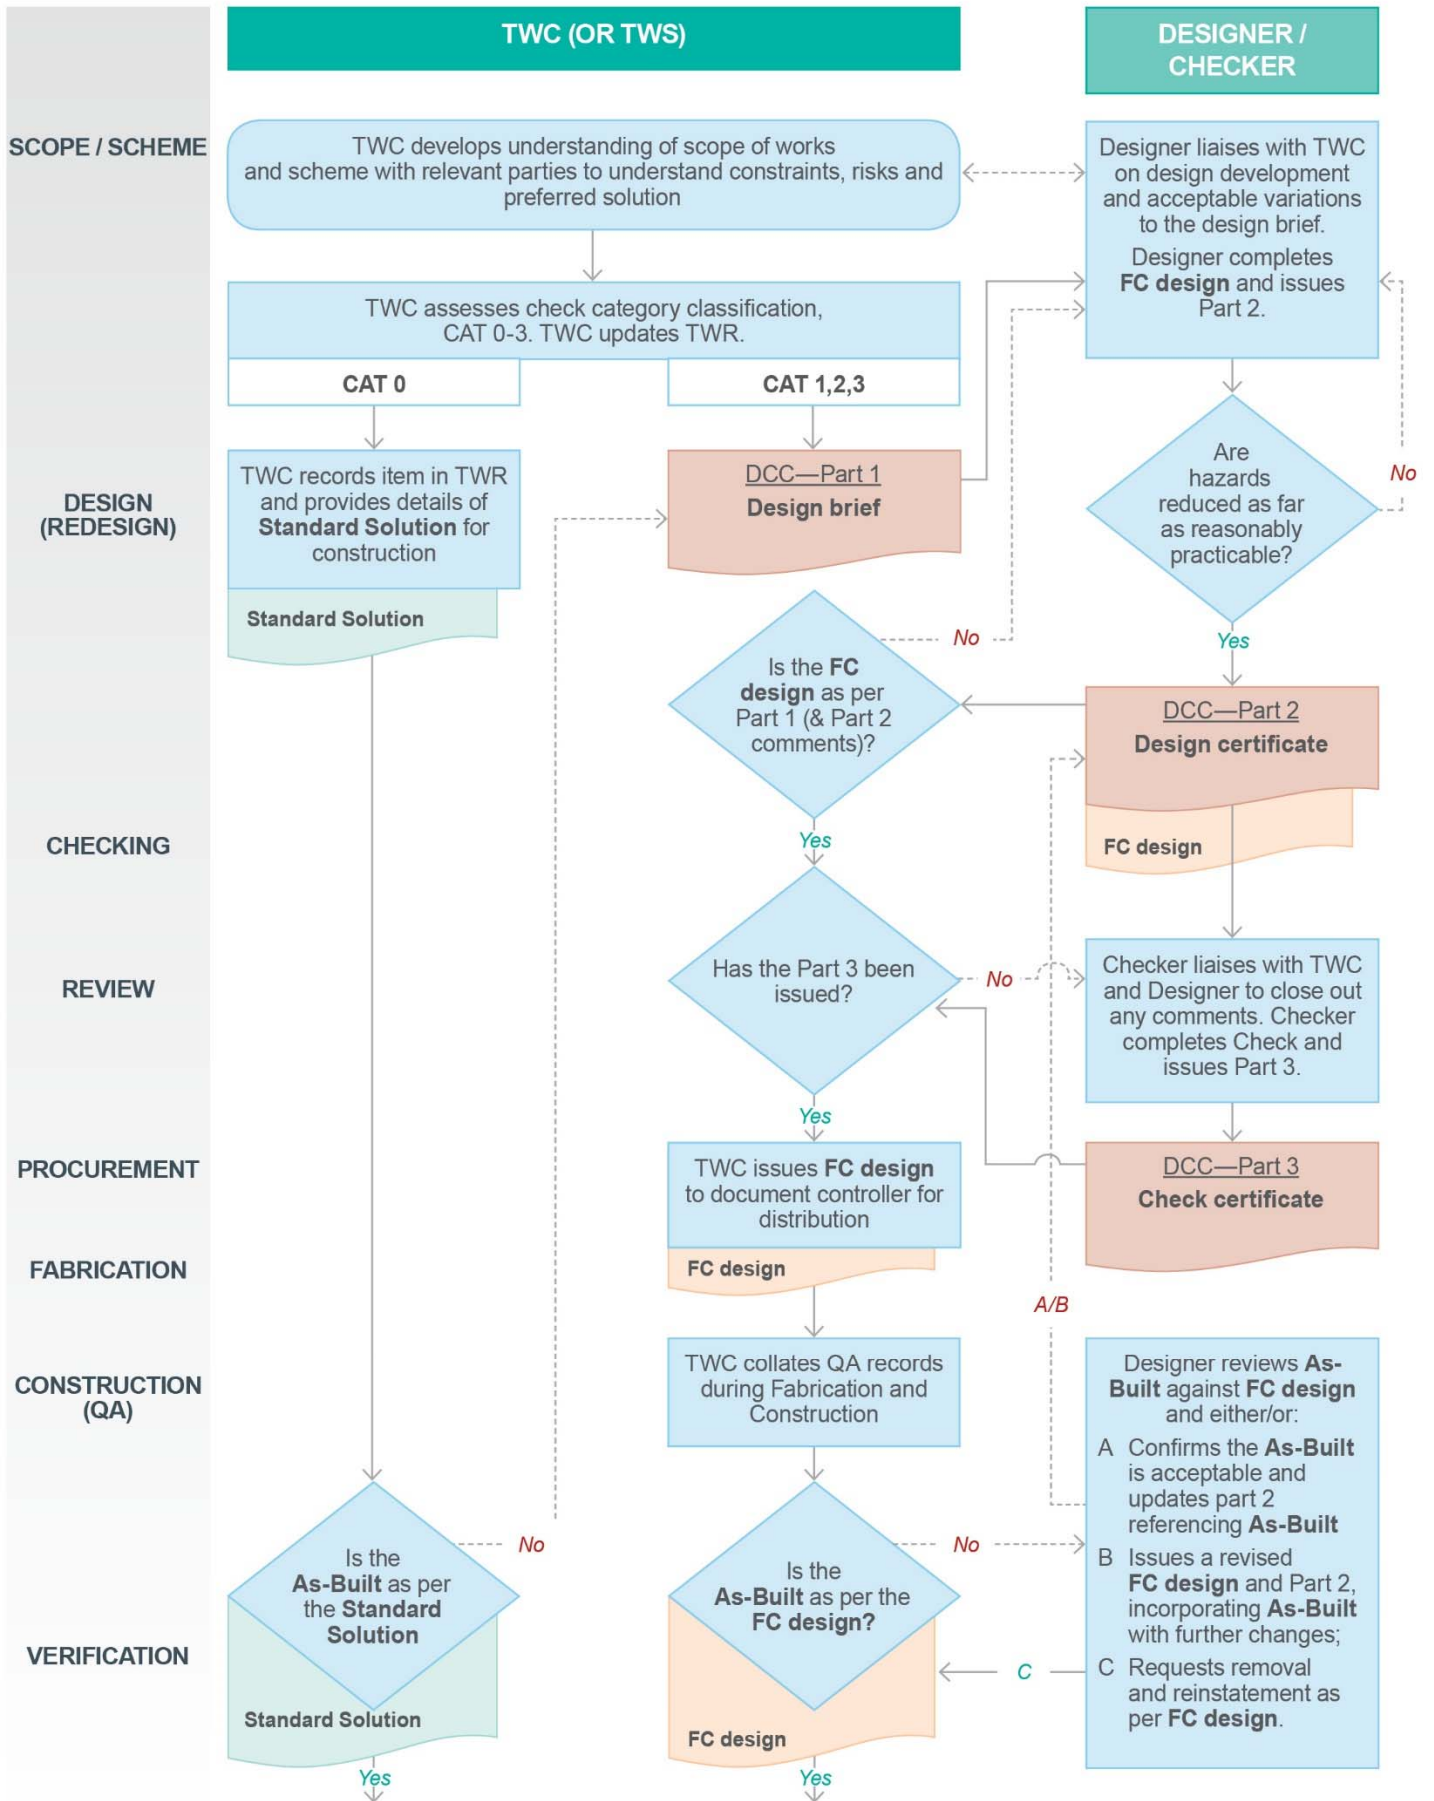 TWC (OR TWS)
DESIGNER /
CHECKER
SCOPE / SCHEME
TWC develops understanding of scope of works
and scheme with relevant parties to understand constraints, risks and
preferred solution
Designer liaises with TWC
on design development
and acceptable variations
to the design brief.
Designer completes
FC design and issues
Part 2.
TWC assesses check category classification,
CAT 0-3. TWC updates TWR.
CAT 0
CAT 1,2,3
DESIGN
(REDESIGN)
TWC records item in TWR
and provides details of
Standard Solution for
construction
Standard Solution
DCC—Part 1
Design brief
Are
hazards
reduced as far
as reasonably
practicable?
No
Yes
Is the FC
design as per
Part 1 (& Part 2
comments)?
No
Yes
DCC—Part 2
Design certificate
FC design
CHECKING
REVIEW
Has the Part 3 been
issued?
No
Yes
Checker liaises with TWC
and Designer to close out
any comments. Checker
completes Check and
issues Part 3.
PROCUREMENT
TWC issues FC design
to document controller for
distribution
FC design
DCC—Part 3
Check certificate
FABRICATION
A/B
CONSTRUCTION
(QA)
TWC collates QA records
during Fabrication and
Construction
Designer reviews As-
Built against FC design
and either/or:
A Confirms the As-Built
is acceptable and
updates part 2
referencing As-Built
B Issues a revised
FC design and Part 2,
incorporating As-Built
with further changes;
C Requests removal
and reinstatement as
per FC design.
VERIFICATION
Is the
As-Built as per
the Standard
Solution
No
Standard Solution
Yes
Is the
As-Built as per the
FC design?
No
C
FC design
Yes